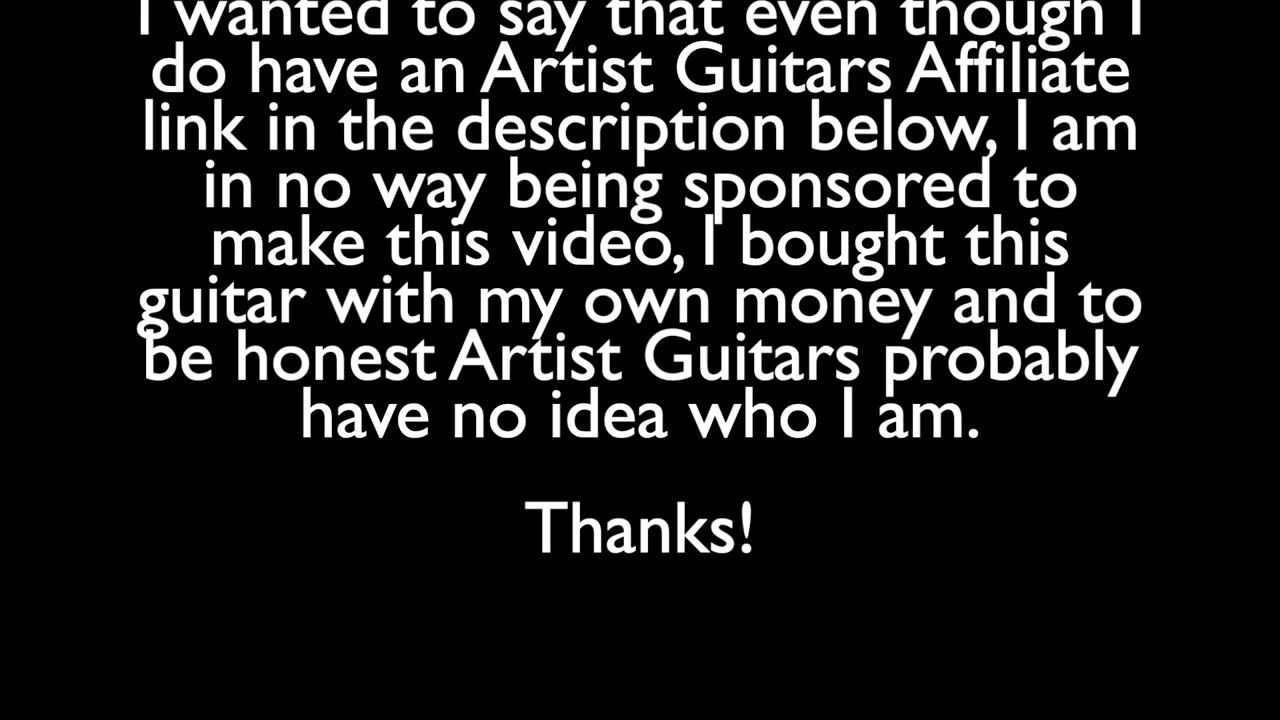 I wanted to say that even though I
do have an Artist Guitars Affiliate
link in the description below, I am
in no way being sponsored to
make this video, I bought this
guitar with my own money and to
be honest Artist Guitars probably
have no idea who I am.
Thanks!